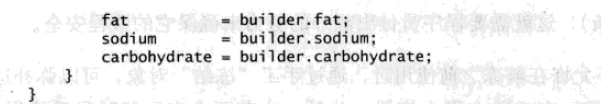 fat = builder.fat;
sodium = builder.sodium;
carbohydrate = builder.carbohydrate;
}
}